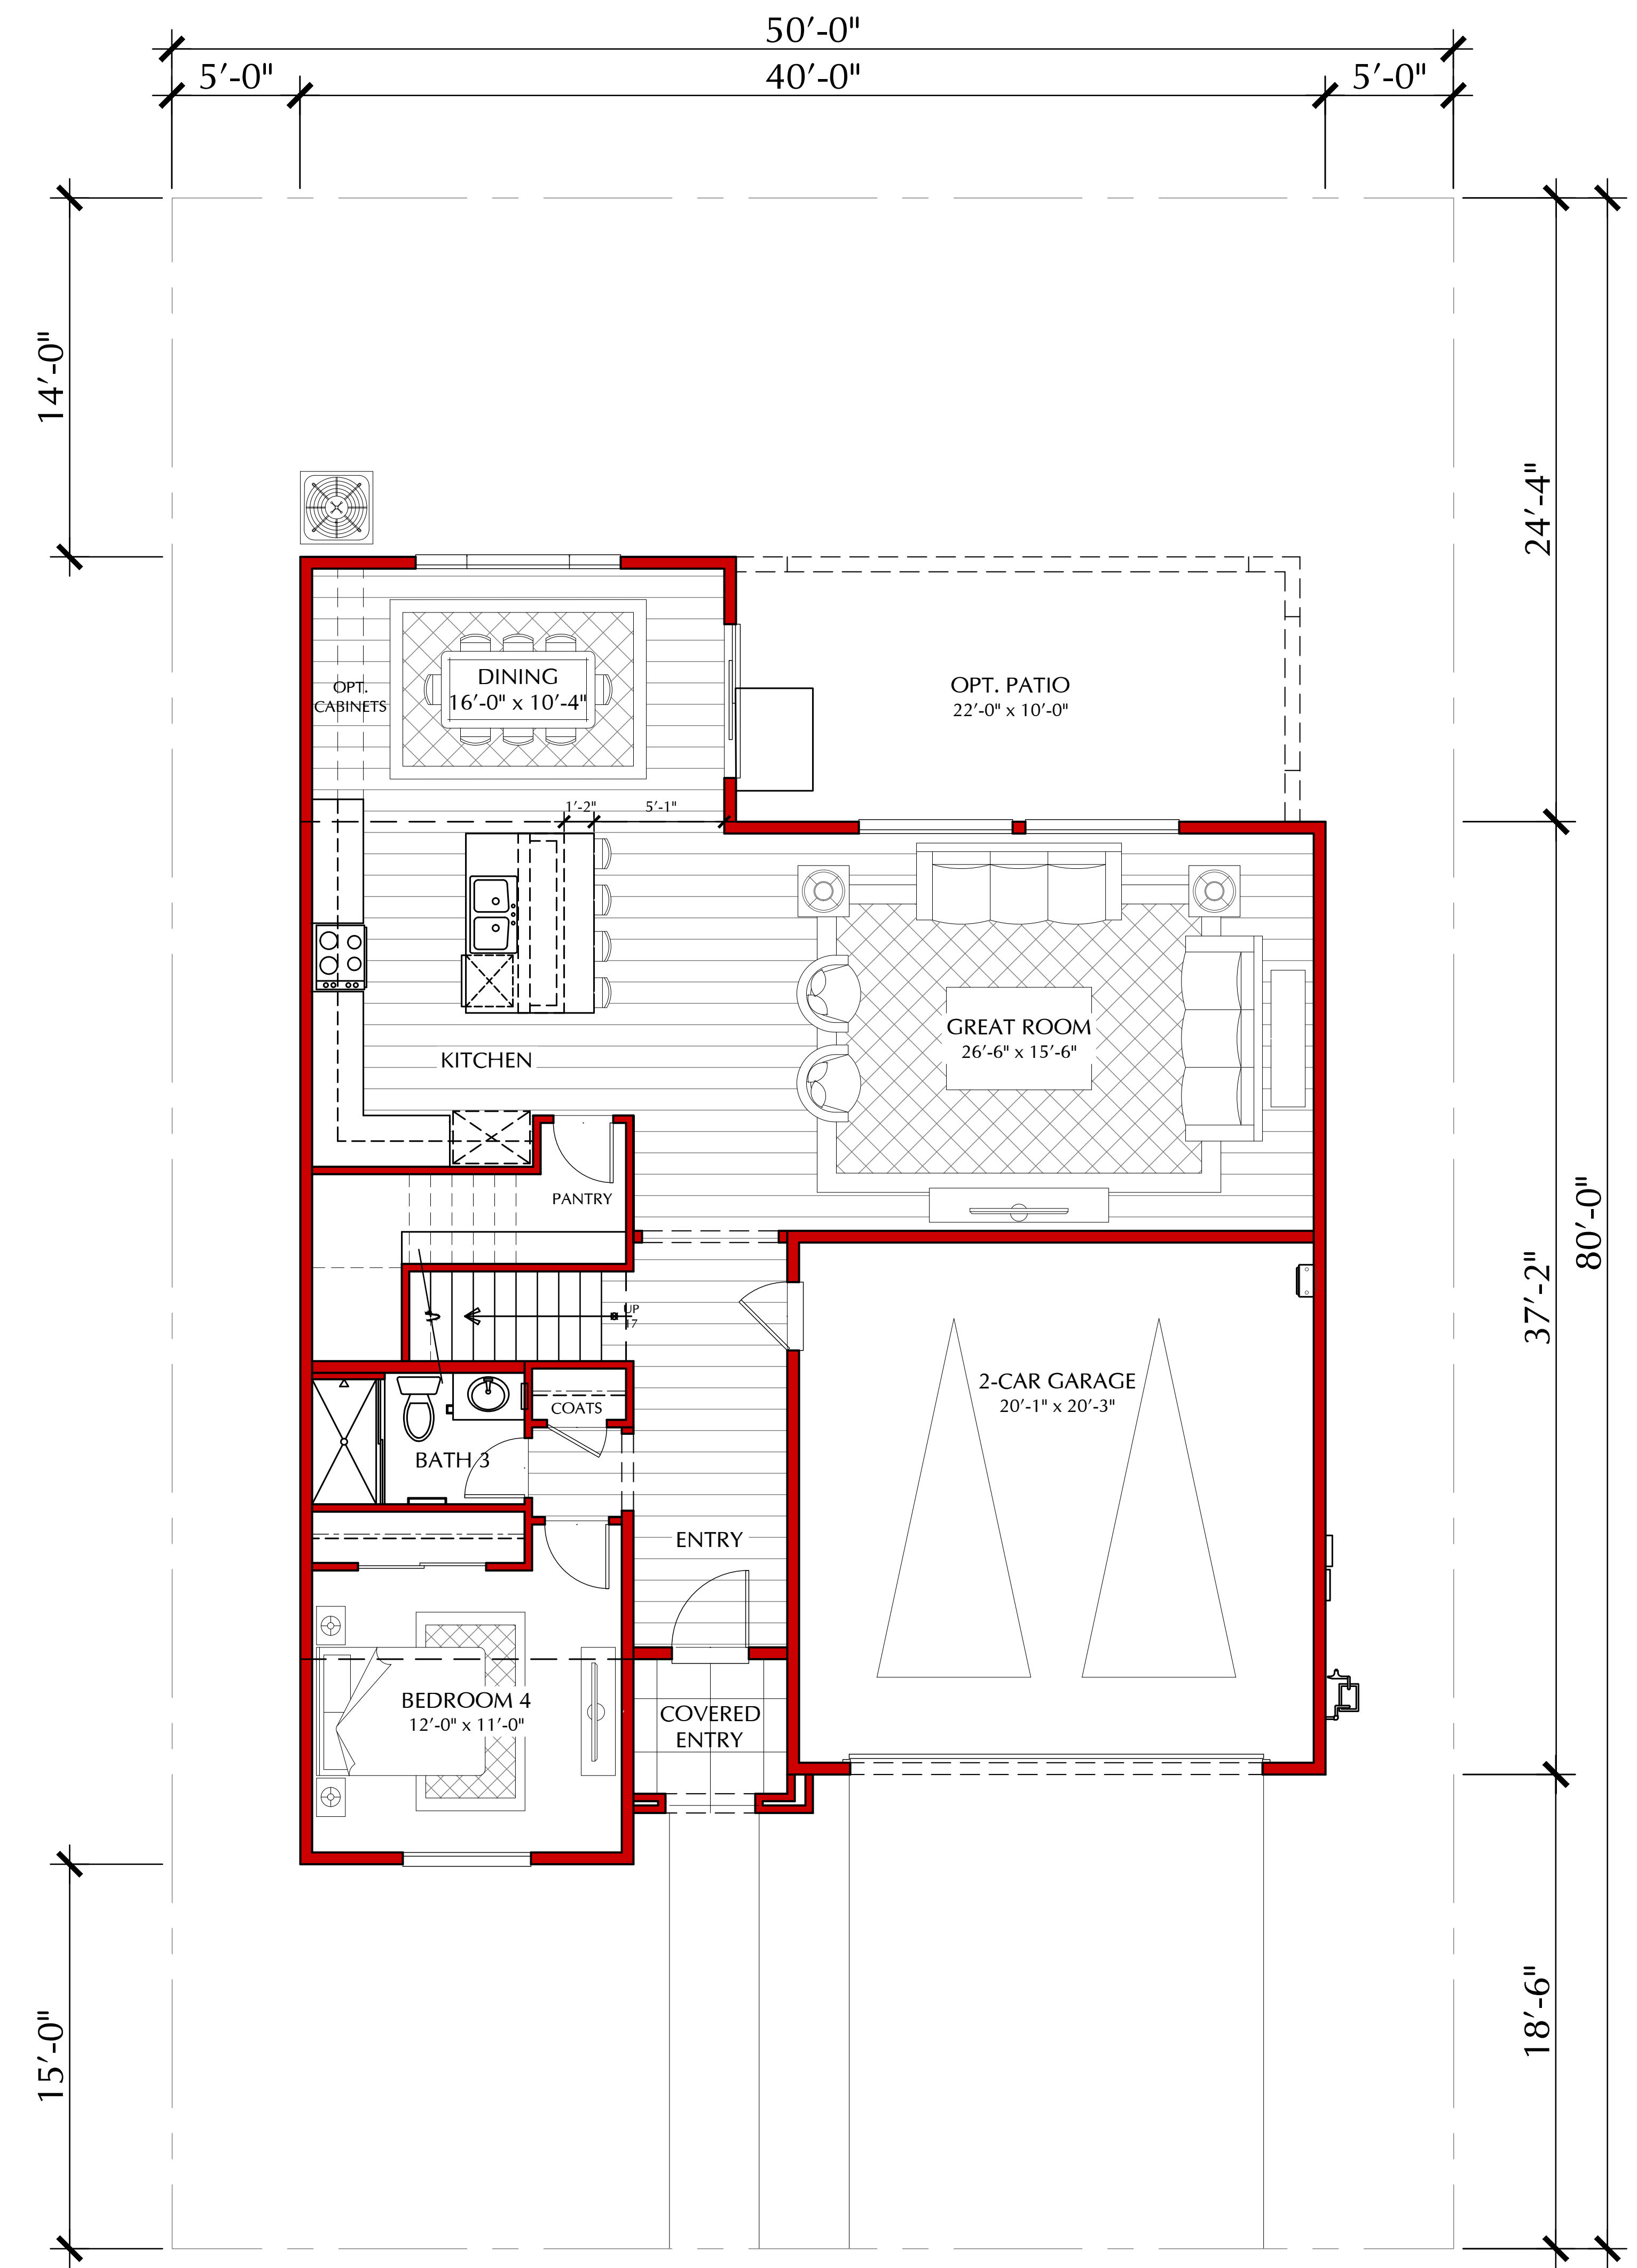 50'-0"
5'-0"
40'-0"
5'-0"
14'-0"
24'-4"
DINING
16'-0" x 10'-4"
OPT.
CABINETS
OPT. PATIO
22'-0" x 10'-0"
1'-2"
5'-1"
GREAT ROOM
26'-6" x 15'-6"
KITCHEN
PANTRY
80'-0"
37'-2"
UP
17
2-CAR GARAGE
20'-1" x 20'-3"
COATS
BATH 3
ENTRY
BEDROOM 4
12'-0" x 11'-0"
COVERED
ENTRY
15'-0"
18'-6"